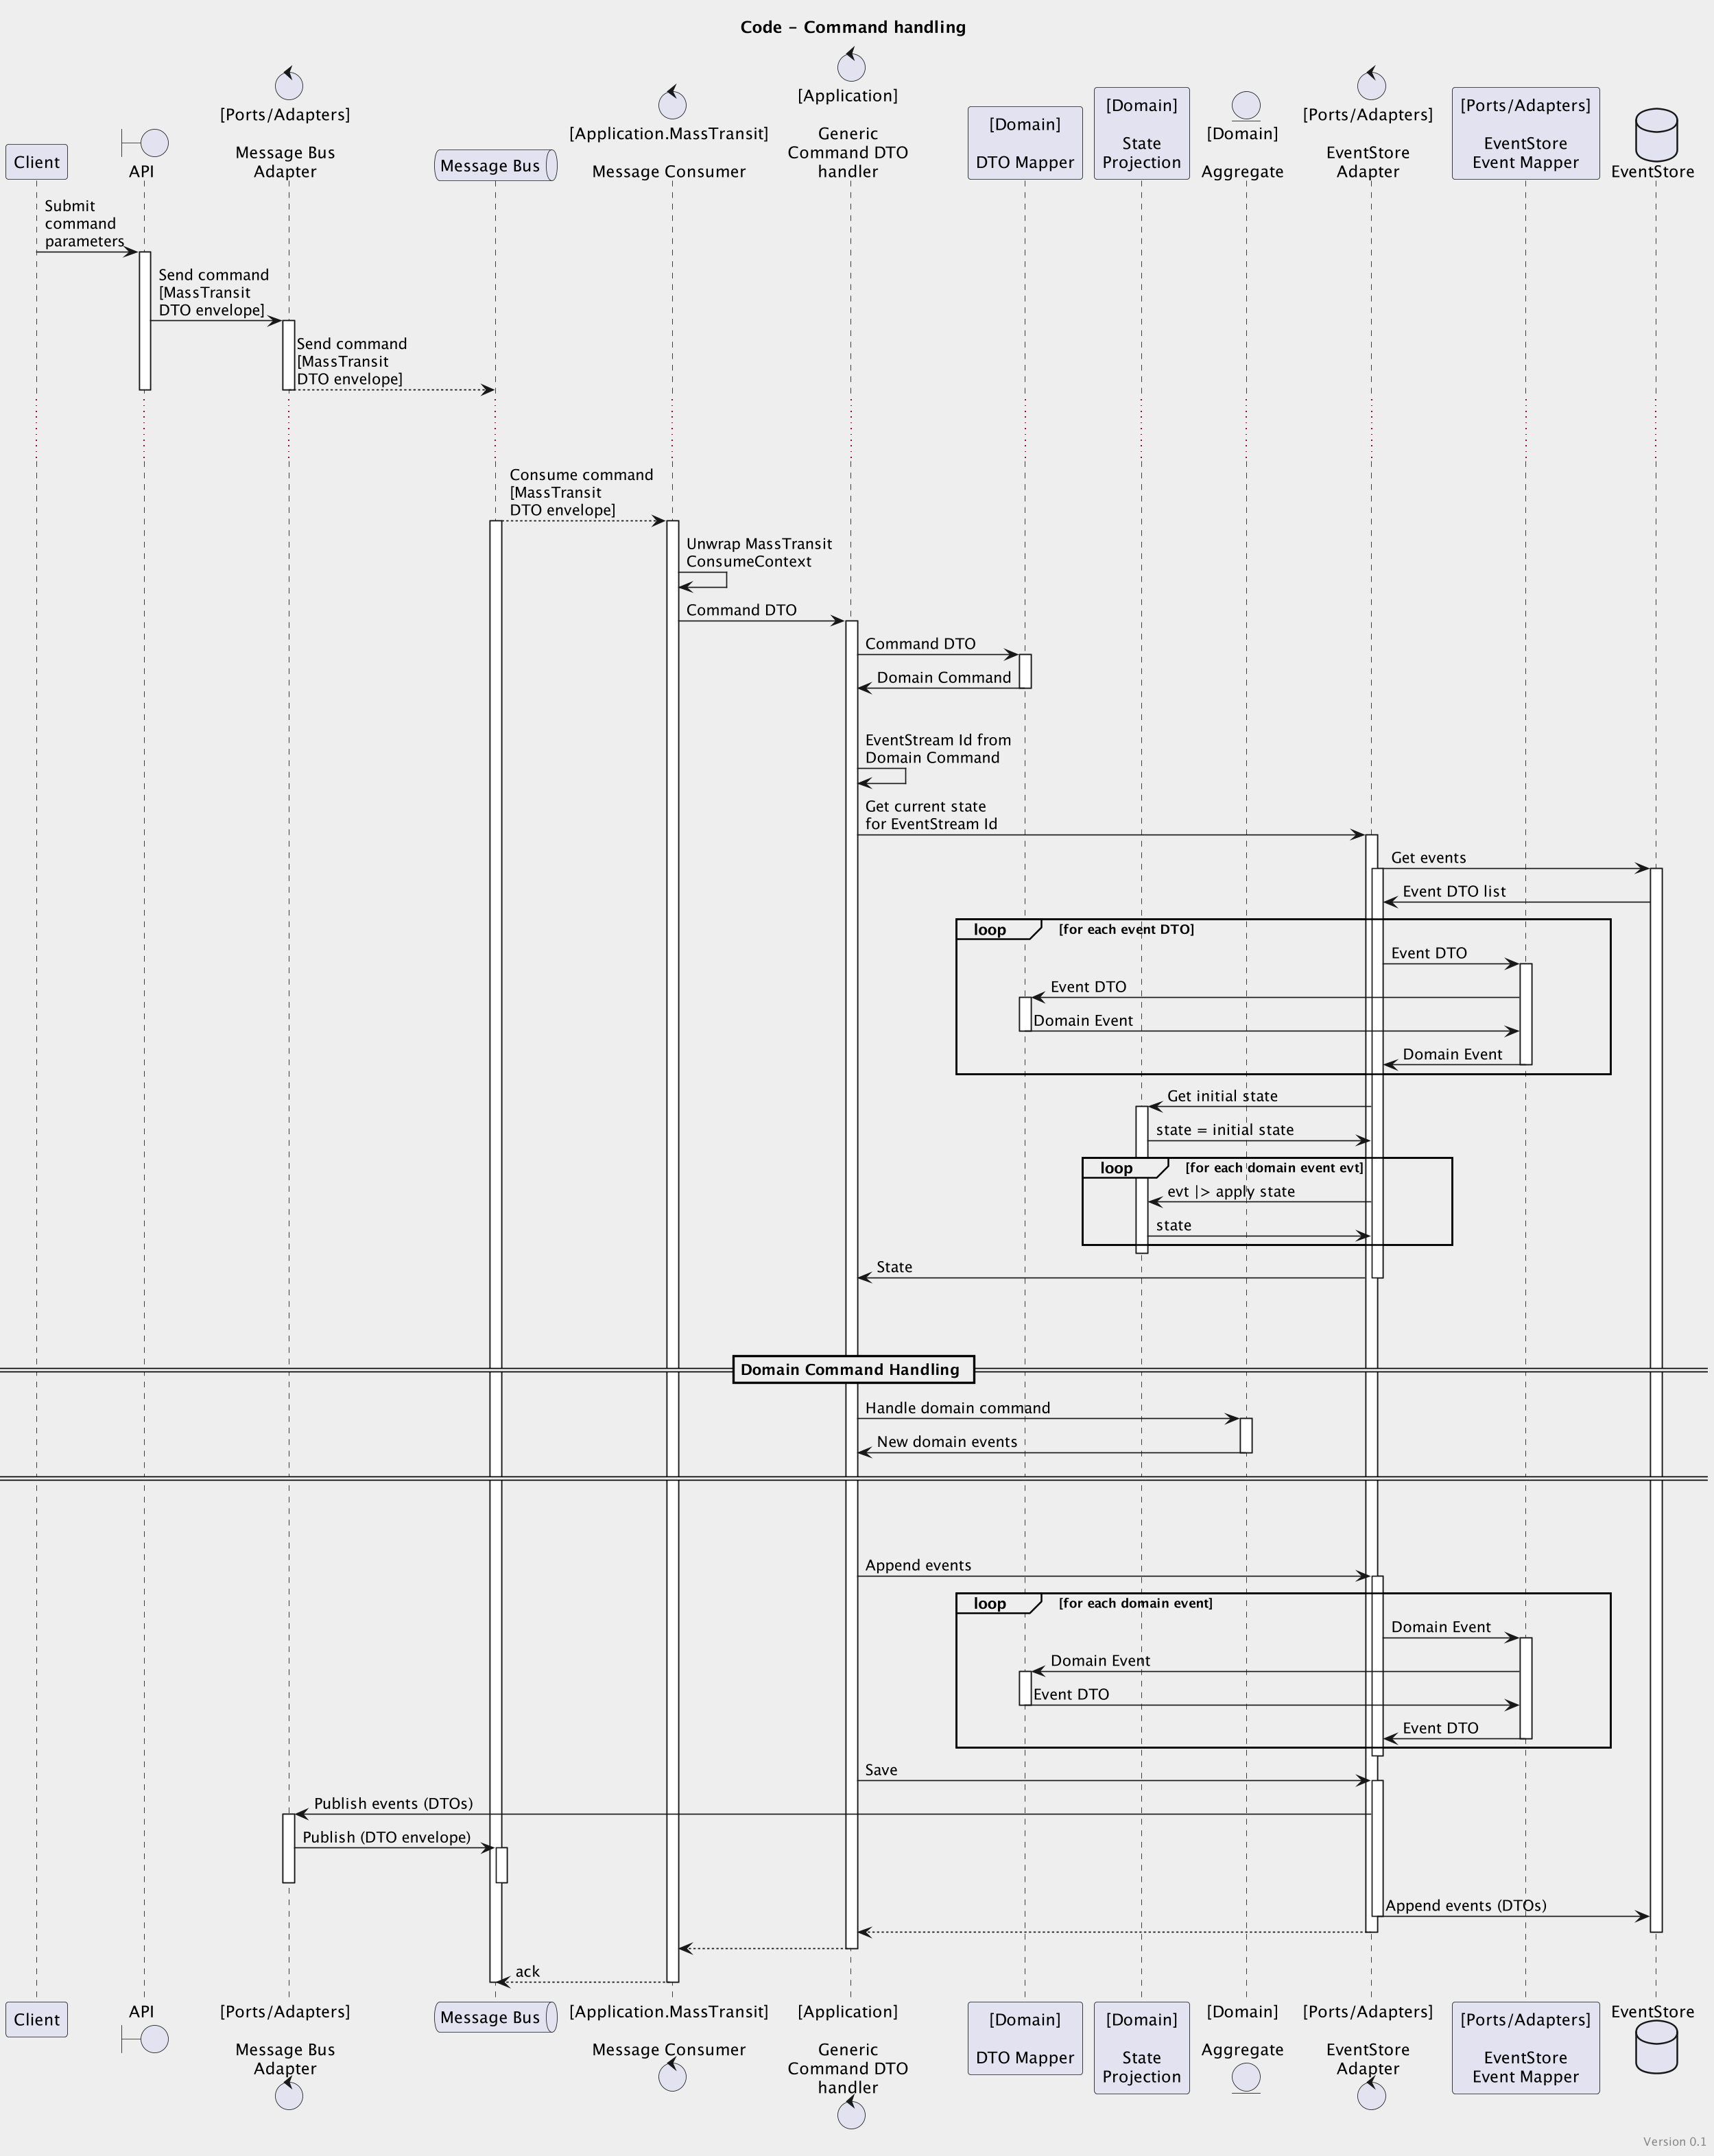 Code - Command handling
Client
API
[Ports/Adapters]
Message Bus
Adapter
Message Bus
[Application.MassTransit]
Message Consumer
[Application]
Generic
Command DTO
handler
[Domain]
DTO Mapper
[Domain]
State
Projection
[Domain]
Aggregate
[Ports/Adapters]
EventStore
Adapter
[Ports/Adapters]
EventStore
Event Mapper
EventStore
Submit
command
parameters
Send command
[MassTransit
DTO envelope]
Send command
[MassTransit
DTO envelope]
Consume command
[MassTransit
DTO envelope]
Unwrap MassTransit
ConsumeContext
Command DTO
Command DTO
Domain Command
EventStream Id from
Domain Command
Get current state
for EventStream Id
Get events
Event DTO list
loop [for each event DTO]
Event DTO
Event DTO
Domain Event
Domain Event
Get initial state
state = initial state
loop [for each domain event evt]
evt |> apply state
state
State
Domain Command Handling
Handle domain command
New domain events
Append events
loop [for each domain event]
Domain Event
Domain Event
Event DTO
Event DTO
Save
Publish events (DTOs)
Publish (DTO envelope)
Append events (DTOs)
ack
Client
API
[Ports/Adapters]
Message Bus
Adapter
Message Bus
[Application.MassTransit]
Message Consumer
[Application]
Generic
Command DTO
handler
[Domain]
DTO Mapper
[Domain]
State
Projection
[Domain]
Aggregate
[Ports/Adapters]
EventStore
Adapter
[Ports/Adapters]
EventStore
Event Mapper
EventStore
Version 0.1